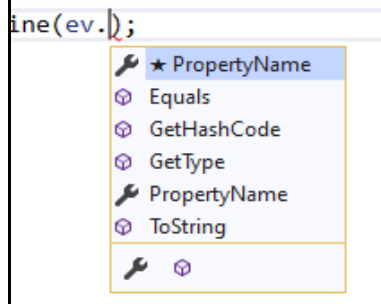 ine(ev.);
★ PropertyName
Equals
GetHashCode
GetType
PropertyName
ToString